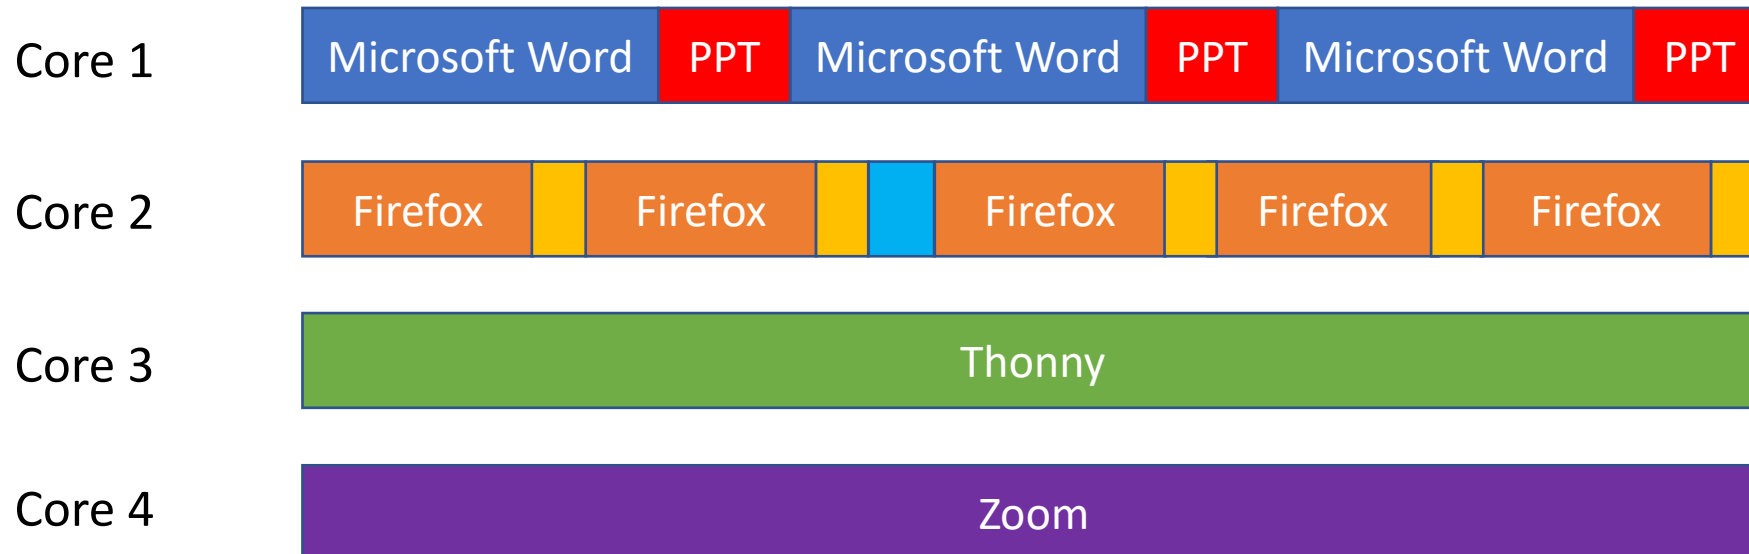 Core 1 Microsoft Word PPT Microsoft Word PPT Microsoft Word PPT
Core 2 Firefox Firefox Firefox Firefox Firefox
Core 3 Thonny
Core 4 Zoom